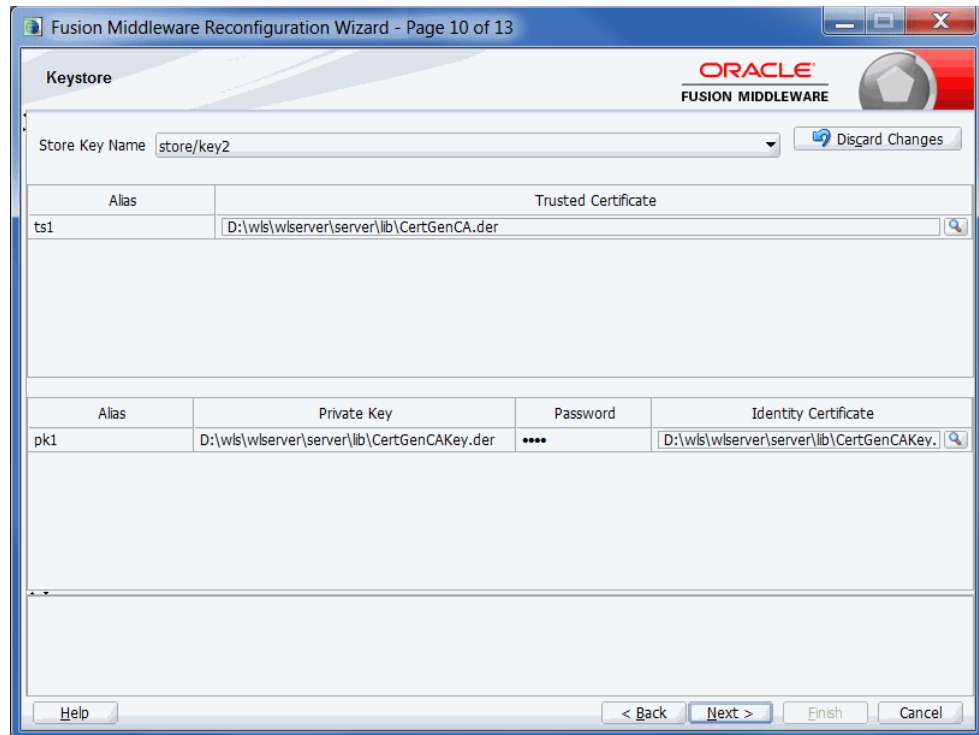 Fusion Middleware Reconfiguration Wizard - Page 10 of 13
Keystore
ORACLE®
FUSION MIDDLEWARE
Store Key Name store/key2 Discard Changes
Alias Trusted Certificate
ts1 D:\wls\wlserver\server\lib\CertGenCA.der
Alias Private Key Password Identity Certificate
pk1 D:\wls\wlserver\server\lib\CertGenCAKey.der •••• D:\wls\wlserver\server\lib\CertGenCAKey.
Help < Back Next > Finish Cancel